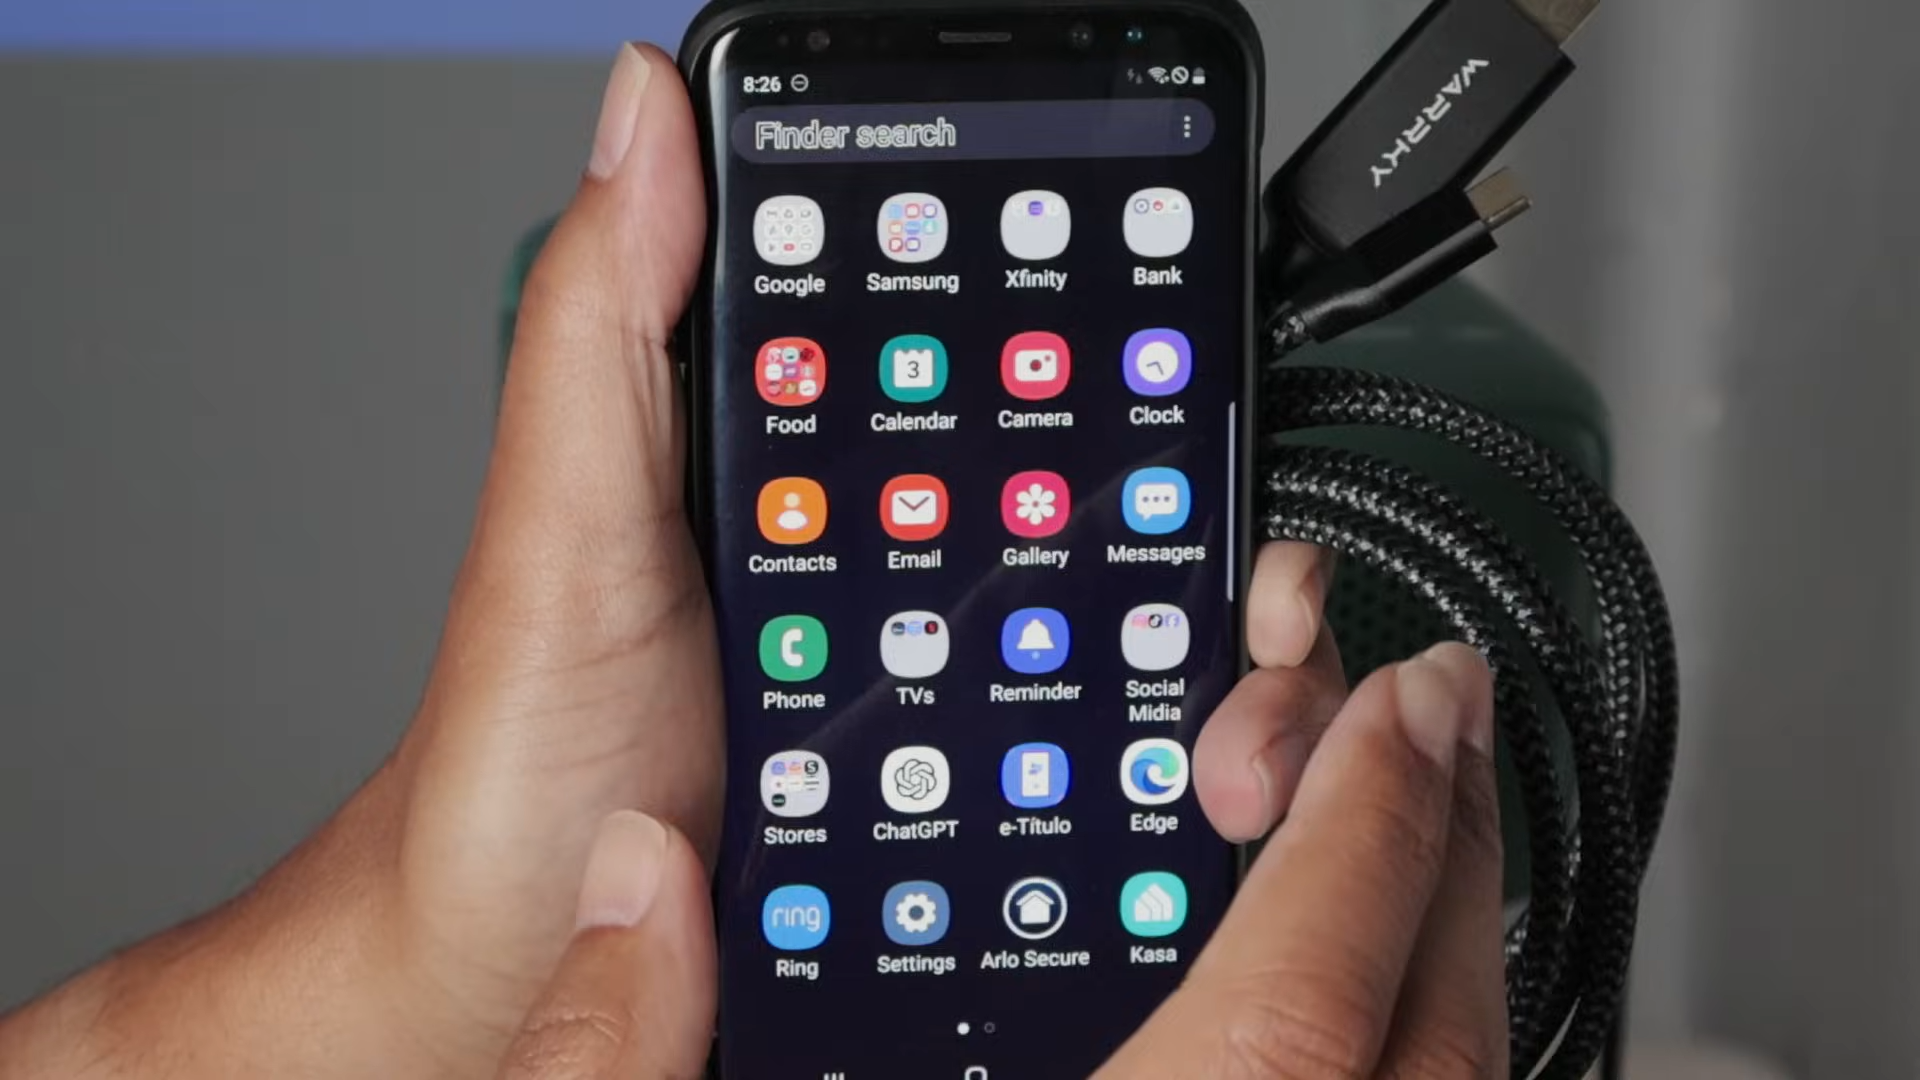 8:26
Finder search
WARRKY
Google
Samsung
Xfinity
Bank
3
Food
Calendar
Camera
Clock
Contacts
Email
Gallery
Messages
Phone
TVs
Reminder
Social
Midia
Stores
ChatGPT
e-Título
Edge
ring
Ring
Settings
Arlo Secure
Kasa